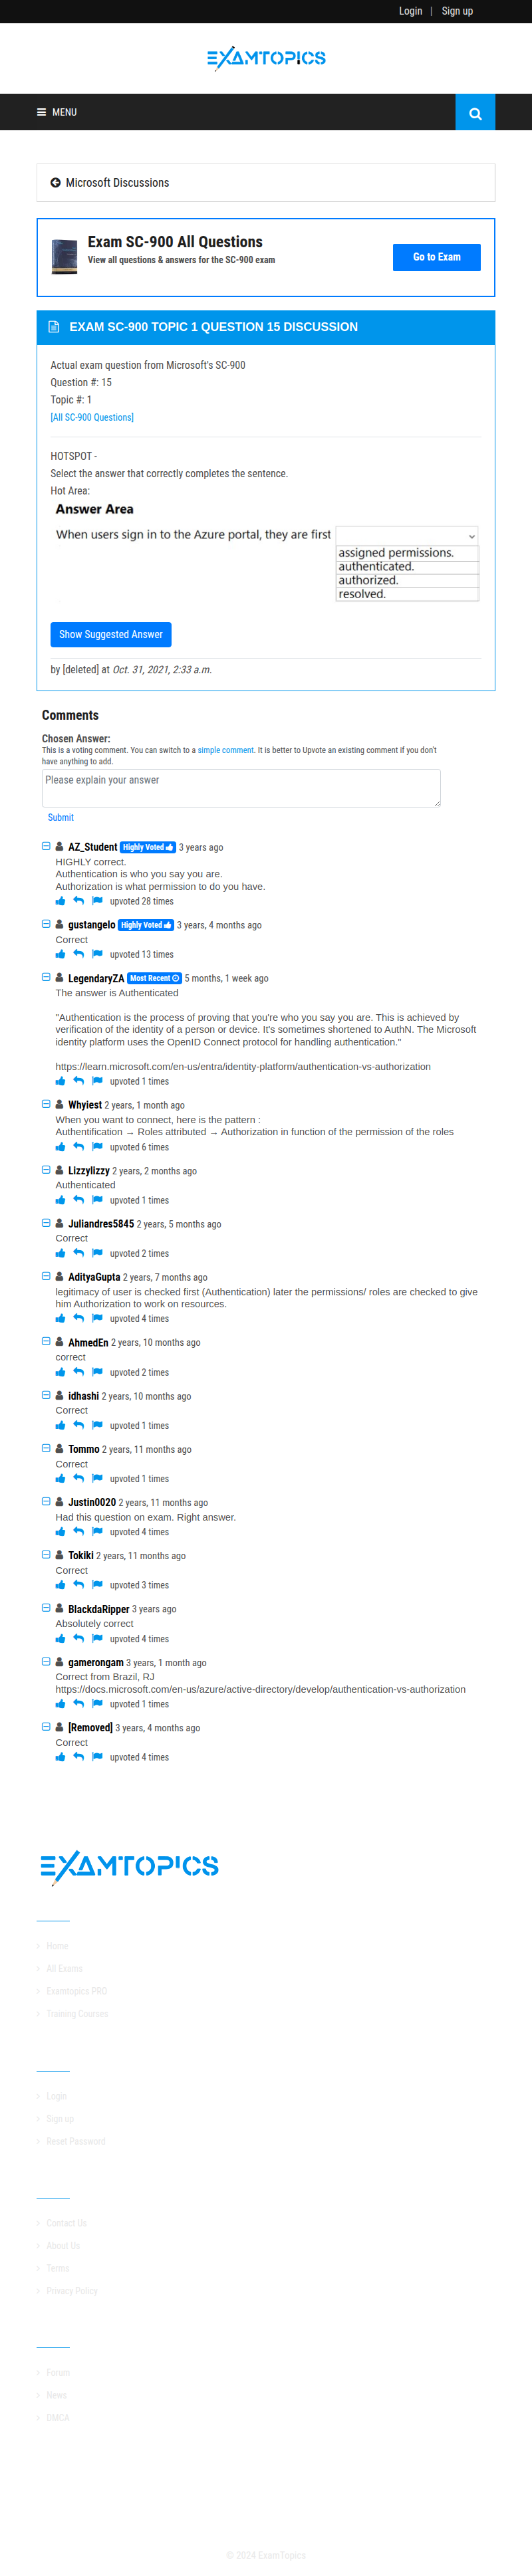 Login | Sign up
EXAMTOPICS
MENU
Microsoft Discussions
Exam SC-900 All Questions
View all questions & answers for the SC-900 exam
Go to Exam
EXAM SC-900 TOPIC 1 QUESTION 15 DISCUSSION
Actual exam question from Microsoft's SC-900
Question #: 15
Topic #: 1
[All SC-900 Questions]
HOTSPOT -
Select the answer that correctly completes the sentence.
Hot Area:
Answer Area
When users sign in to the Azure portal, they are first
assigned permissions.
authenticated.
authorized.
resolved.
Show Suggested Answer
by [deleted] at Oct. 31, 2021, 2:33 a.m.
Comments
Chosen Answer:
This is a voting comment. You can switch to a simple comment. It is better to Upvote an existing comment if you don't
have anything to add.
Please explain your answer
Submit
AZ_Student Highly Voted 3 years ago
HIGHLY correct.
Authentication is who you say you are.
Authorization is what permission to do you have.
upvoted 28 times
gustangelo Highly Voted 3 years, 4 months ago
Correct
upvoted 13 times
LegendaryZA Most Recent 5 months, 1 week ago
The answer is Authenticated
"Authentication is the process of proving that you're who you say you are. This is achieved by
verification of the identity of a person or device. It's sometimes shortened to AuthN. The Microsoft
identity platform uses the OpenID Connect protocol for handling authentication."
https://learn.microsoft.com/en-us/entra/identity-platform/authentication-vs-authorization
upvoted 1 times
Whyiest 2 years, 1 month ago
When you want to connect, here is the pattern :
Authentification → Roles attributed → Authorization in function of the permission of the roles
upvoted 6 times
Lizzylizzy 2 years, 2 months ago
Authenticated
upvoted 1 times
Juliandres5845 2 years, 5 months ago
Correct
upvoted 2 times
AdityaGupta 2 years, 7 months ago
legitimacy of user is checked first (Authentication) later the permissions/ roles are checked to give
him Authorization to work on resources.
upvoted 4 times
AhmedEn 2 years, 10 months ago
correct
upvoted 2 times
idhashi 2 years, 10 months ago
Correct
upvoted 1 times
Tommo 2 years, 11 months ago
Correct
upvoted 1 times
Justin0020 2 years, 11 months ago
Had this question on exam. Right answer.
upvoted 4 times
Tokiki 2 years, 11 months ago
Correct
upvoted 3 times
BlackdaRipper 3 years ago
Absolutely correct
upvoted 4 times
gamerongam 3 years, 1 month ago
Correct from Brazil, RJ
https://docs.microsoft.com/en-us/azure/active-directory/develop/authentication-vs-authorization
upvoted 1 times
[Removed] 3 years, 4 months ago
Correct
upvoted 4 times
EXAMTOPICS
Home
All Exams
Examtopics PRO
Training Courses
Login
Sign up
Reset Password
Contact Us
About Us
Terms
Privacy Policy
Forum
News
DMCA
© 2024 ExamTopics